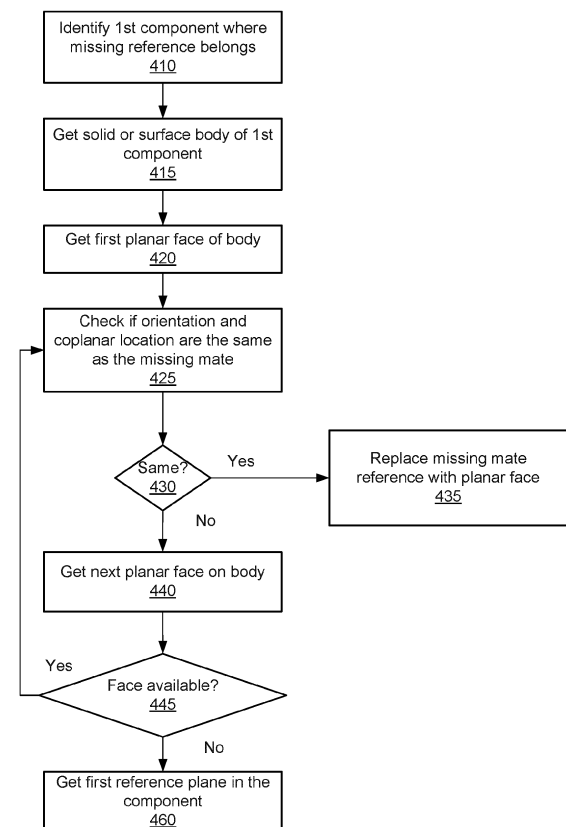 Identify 1st component where
missing reference belongs
410
Get solid or surface body of 1st
component
415
Get first planar face of body
420
Check if orientation and
coplanar location are the same
as the missing mate
425
Same?
430
Yes
Replace missing mate
reference with planar face
435
No
Get next planar face on body
440
Yes
Face available?
445
No
Get first reference plane in the
component
460